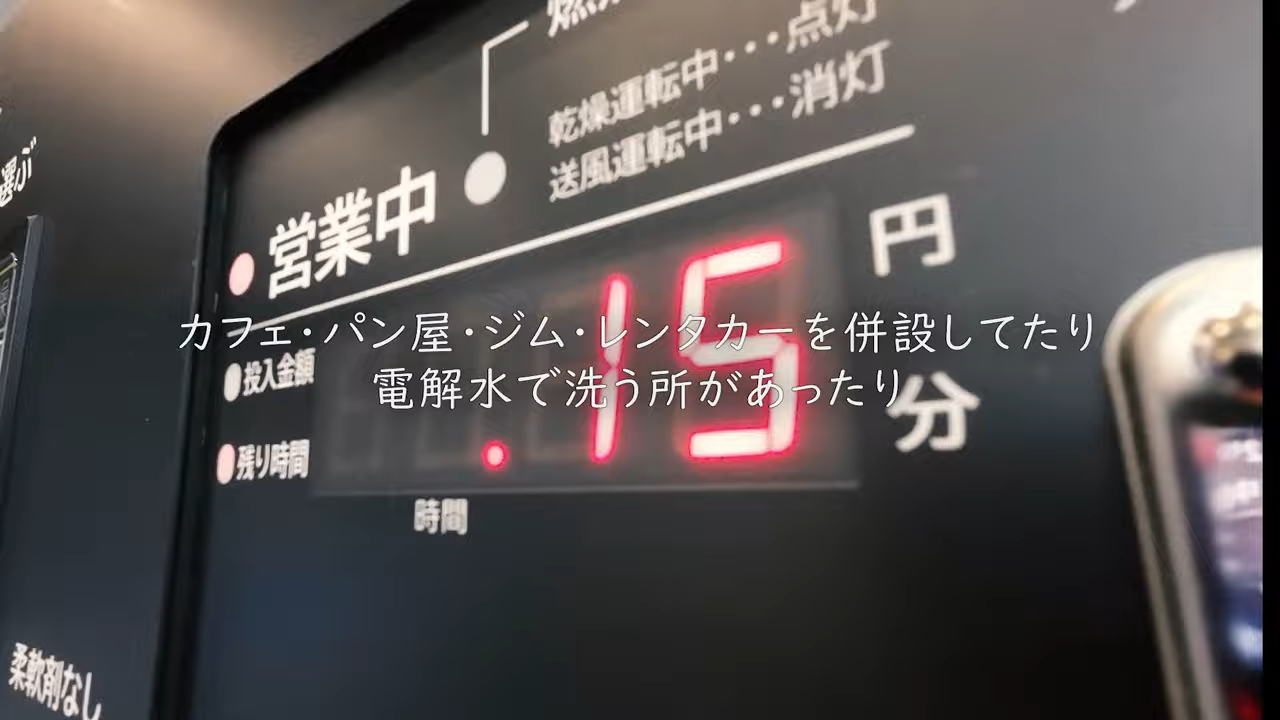 乾燥運転中･･･点灯
送風運転中･･･消灯
選ぶ
営業中
円
カフェ・パン屋・ジム・レンタカーを併設してたり
投入金額
電解水で洗う所があったり
.15
分
残り時間
時間
柔軟剤なし